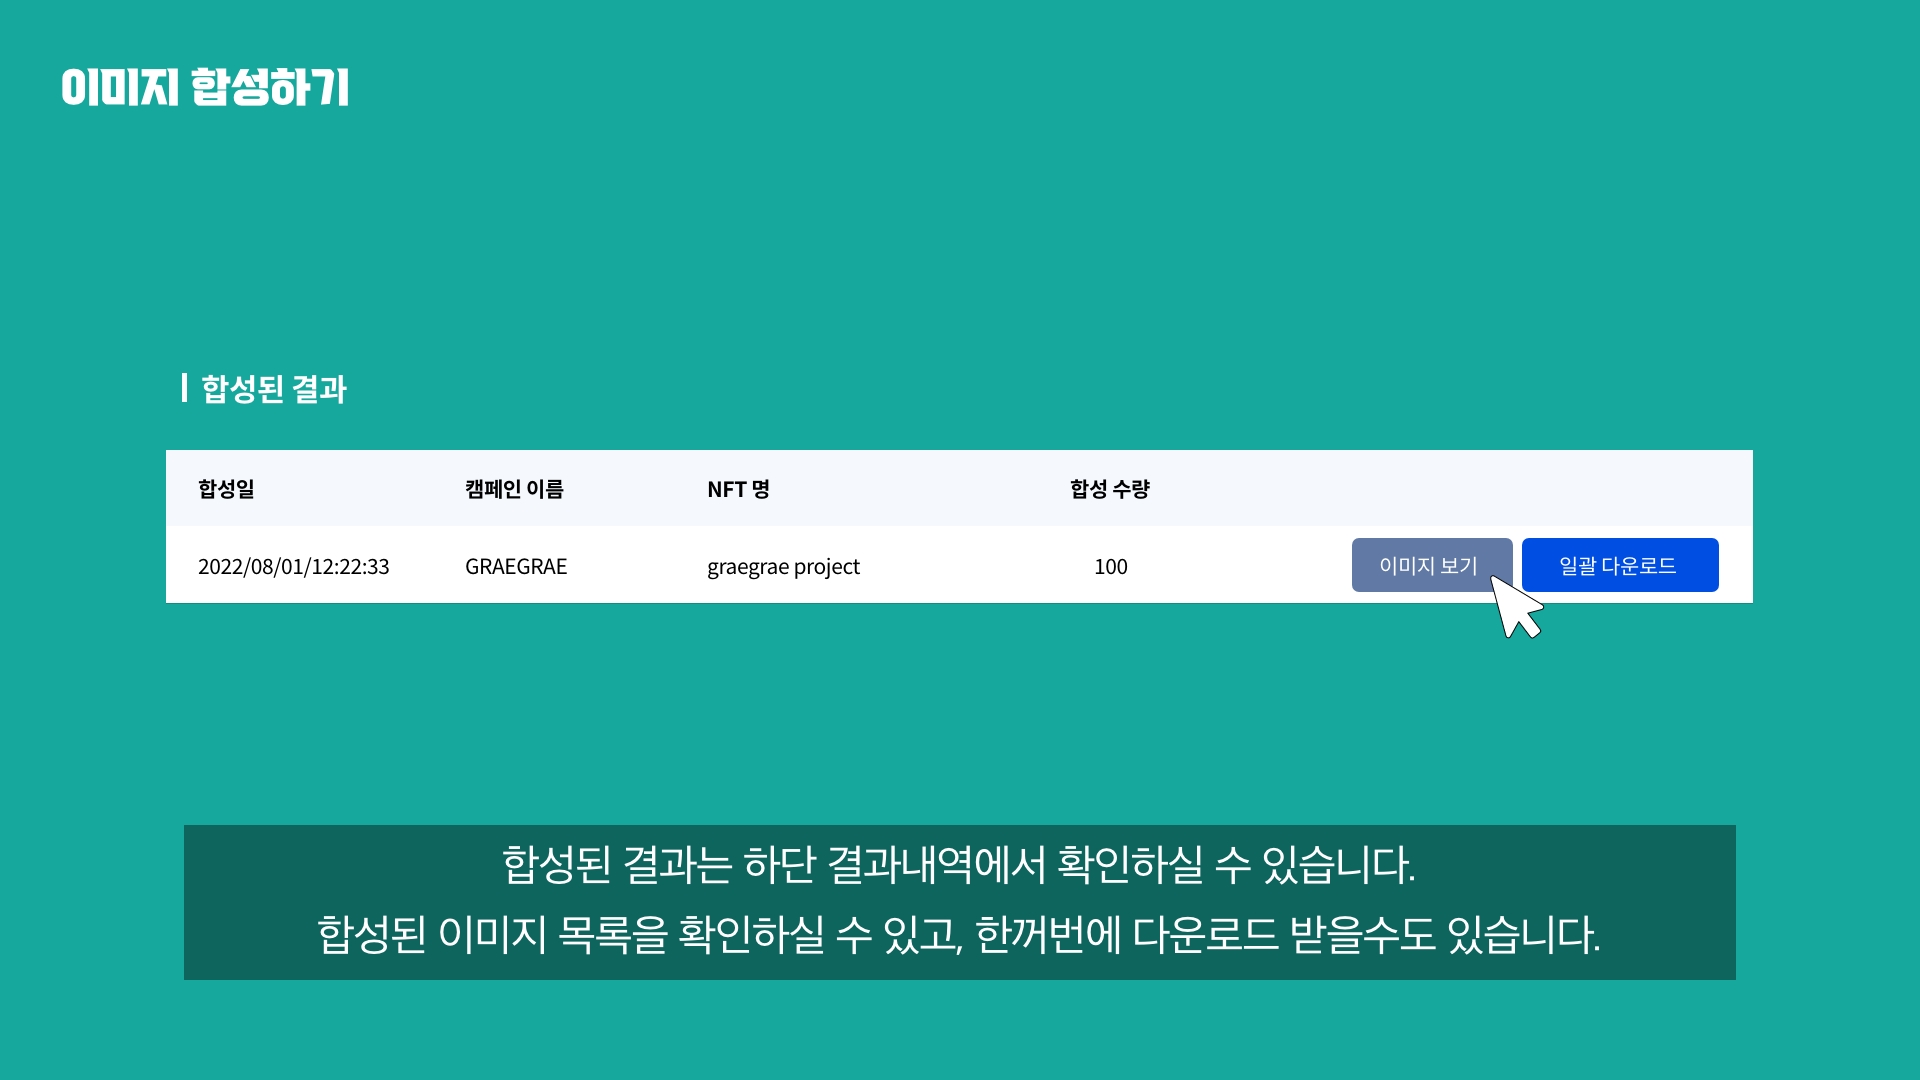 이미지 합성하기
합성된 결과
합성일 캠페인 이름 NFT 명 합성 수량
2022/08/01/12:22:33 GRAEGRAE graegrae project 100 이미지 보기 일괄 다운로드
합성된 결과는 하단 결과내역에서 확인하실 수 있습니다.
합성된 이미지 목록을 확인하실 수 있고, 한꺼번에 다운로드 받을수도 있습니다.